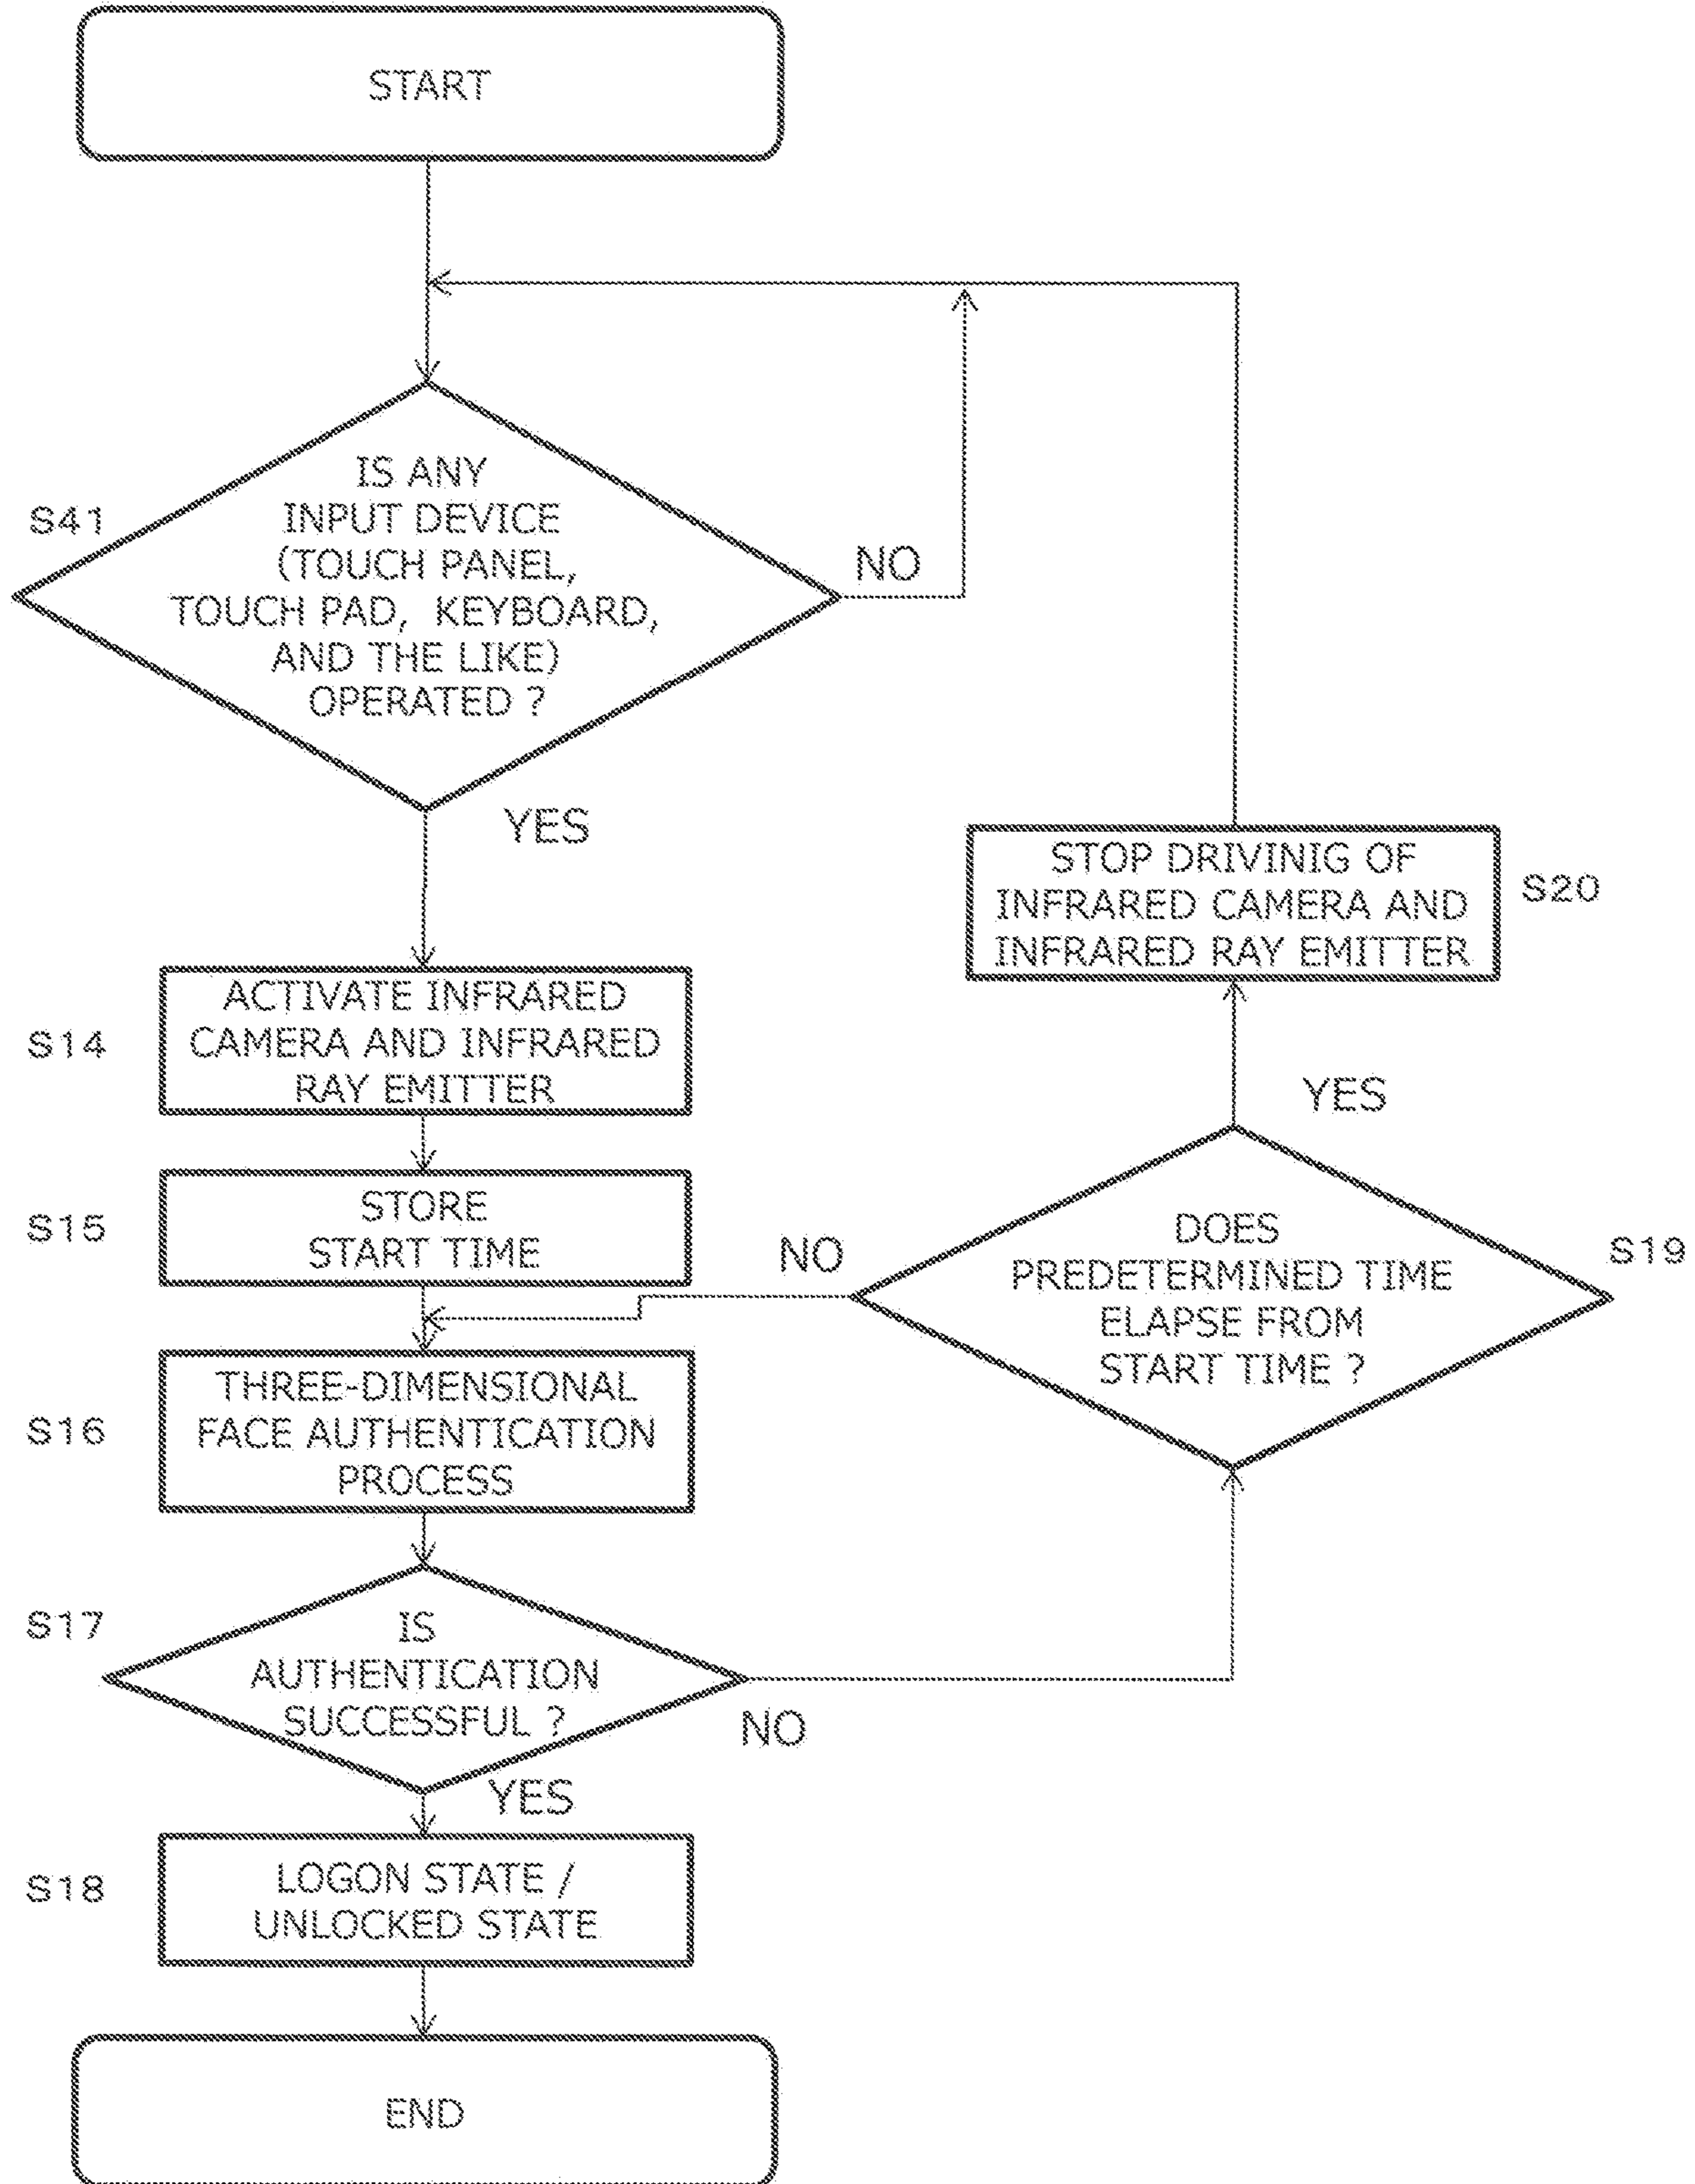 START
S41
IS ANY
INPUT DEVICE
(TOUCH PANEL,
TOUCH PAD, KEYBOARD,
AND THE LIKE)
OPERATED ?
NO
YES
STOP DRIVINIG OF
INFRARED CAMERA AND
INFRARED RAY EMITTER
S20
S14
ACTIVATE INFRARED
CAMERA AND INFRARED
RAY EMITTER
YES
S15
STORE
START TIME
NO
DOES
PREDETERMINED TIME
ELAPSE FROM
START TIME ?
S19
S16
THREE-DIMENSIONAL
FACE AUTHENTICATION
PROCESS
S17
IS
AUTHENTICATION
SUCCESSFUL ?
NO
YES
S18
LOGON STATE /
UNLOCKED STATE
END